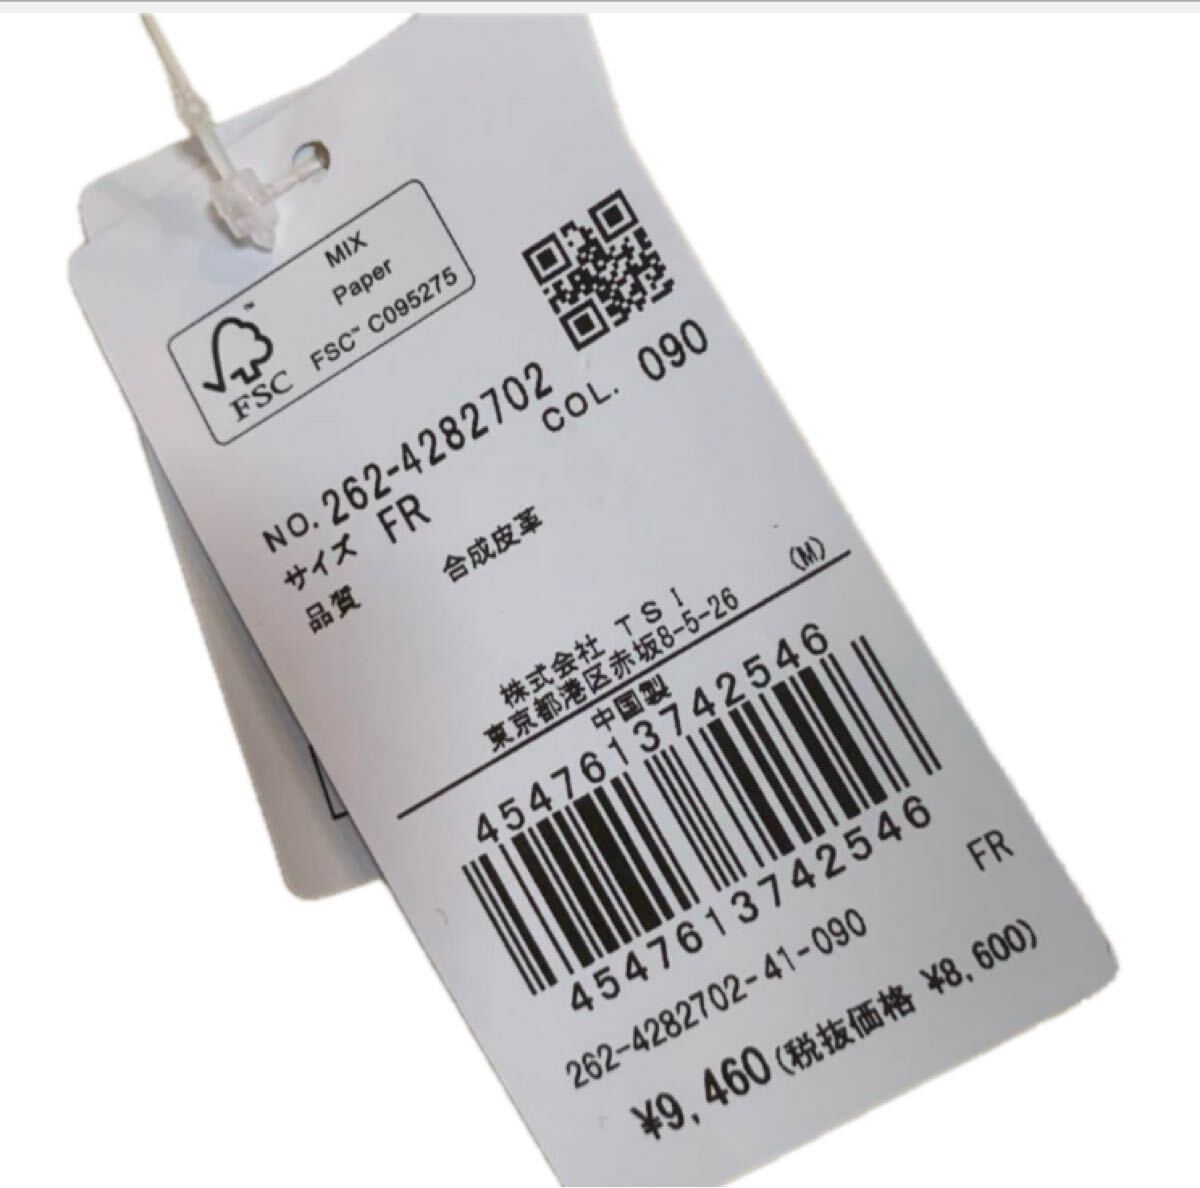 MIX
Paper
FSC™ C095275
FSC
NO. 262-4282702
COL. 090
サイズ FR
品質 合成皮革
(M)
株式会社 TSI
東京都港区赤坂8-5-26
中国製
4547613742546
4547613742546
FR
262-4282702-41-090
¥9,460(税抜価格 ¥8,600)